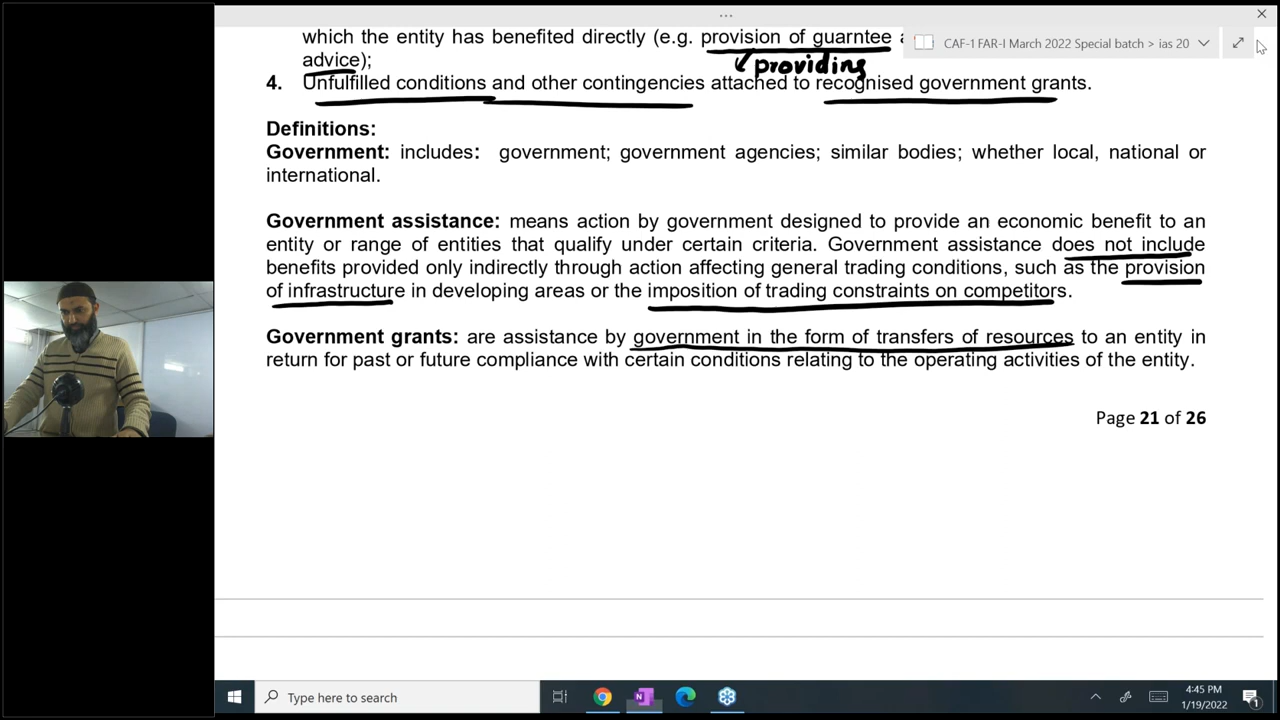 which the entity has benefited directly (e.g. provision of guarntee
CAF-1 FAR-I March 2022 Special batch > ias 20
advice);
providing
4. Unfulfilled conditions and other contingencies attached to recognised government grants.
Definitions:
Government: includes: government; government agencies; similar bodies; whether local, national or
international.
Government assistance: means action by government designed to provide an economic benefit to an
entity or range of entities that qualify under certain criteria. Government assistance does not include
benefits provided only indirectly through action affecting general trading conditions, such as the provision
of infrastructure in developing areas or the imposition of trading constraints on competitors.
Government grants: are assistance by government in the form of transfers of resources to an entity in
return for past or future compliance with certain conditions relating to the operating activities of the entity.
Page 21 of 26
Type here to search
4:45 PM
1/19/2022
1